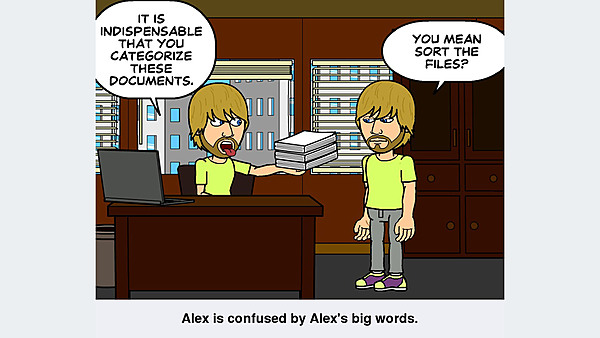 IT IS
INDISPENSABLE
THAT YOU
CATEGORIZE
THESE
DOCUMENTS.
YOU MEAN
SORT THE
FILES?
Alex is confused by Alex's big words.